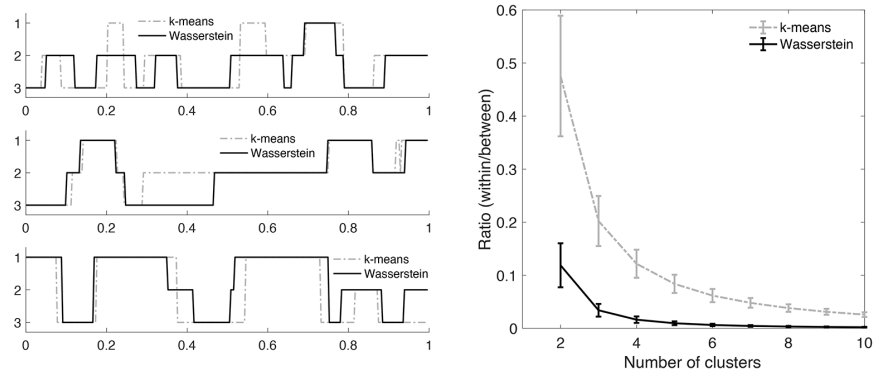 k-means
Wasserstein
1
2
3
0 0.2 0.4 0.6 0.8 1
k-means
Wasserstein
1
2
3
0 0.2 0.4 0.6 0.8 1
k-means
Wasserstein
1
2
3
0 0.2 0.4 0.6 0.8 1
k-means
Wasserstein
0.6
0.5
0.4
0.3
0.2
0.1
0
Ratio (within/between)
2 4 6 8 10
Number of clusters